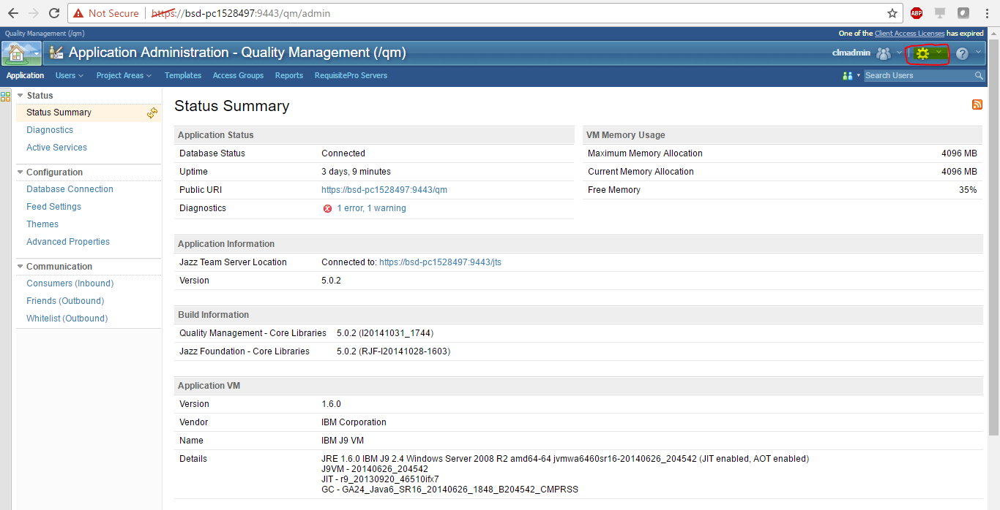 Not Secure | https://bsd-pc1528497:9443/qm/admin
ABP
Quality Management (/qm)
One of the Client Access Licenses has expired
Application Administration - Quality Management (/qm)
clmadmin
Application Users Project Areas Templates Access Groups Reports RequisitePro Servers
Search Users
Status
Status Summary
Diagnostics
Active Services
Configuration
Database Connection
Feed Settings
Themes
Advanced Properties
Communication
Consumers (Inbound)
Friends (Outbound)
Whitelist (Outbound)
Status Summary
Application Status
Database Status Connected
Uptime 3 days, 9 minutes
Public URI https://bsd-pc1528497:9443/qm
Diagnostics 1 error, 1 warning
VM Memory Usage
Maximum Memory Allocation 4096 MB
Current Memory Allocation 4096 MB
Free Memory 35%
Application Information
Jazz Team Server Location Connected to: https://bsd-pc1528497:9443/jts
Version 5.0.2
Build Information
Quality Management - Core Libraries 5.0.2 (I20141031_1744)
Jazz Foundation - Core Libraries 5.0.2 (RJF-I20141028-1603)
Application VM
Version 1.6.0
Vendor IBM Corporation
Name IBM J9 VM
Details JRE 1.6.0 IBM J9 2.4 Windows Server 2008 R2 amd64-64 jvmwa6460sr16-20140626_204542 (JIT enabled, AOT enabled)
J9VM - 20140626_204542
JIT - r9_20130920_46510ifx7
GC - GA24_Java6_SR16_20140626_1848_B204542_CMPRSS